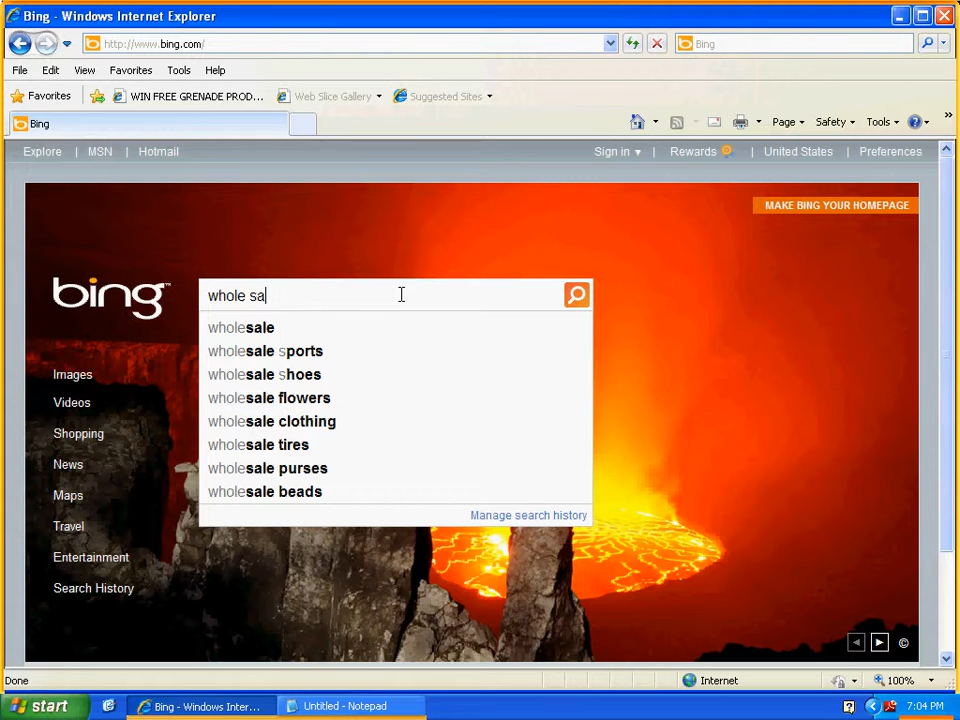 Bing - Windows Internet Explorer
http://www.bing.com/
Bing
File Edit View Favorites Tools Help
Favorites WIN FREE GRENADE PROD... Web Slice Gallery Suggested Sites
Bing
Page Safety Tools »
Explore | MSN | Hotmail
Sign in | Rewards | United States | Preferences
MAKE BING YOUR HOMEPAGE
bing™
whole sa
wholesale
wholesale sports
wholesale shoes
wholesale flowers
wholesale clothing
wholesale tires
wholesale purses
wholesale beads
Manage search history
Images
Videos
Shopping
News
Maps
Travel
Entertainment
Search History
©
Done
Internet
100%
start
Bing - Windows Inter...
Untitled - Notepad
7:04 PM